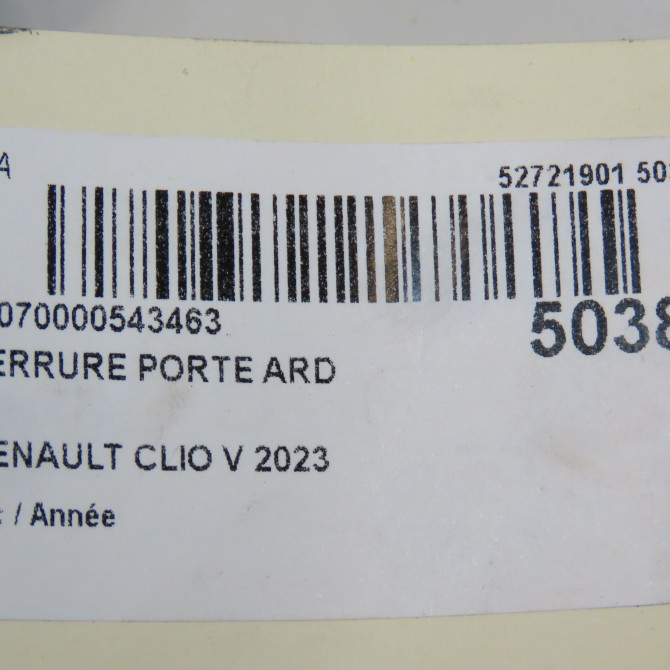 A 52721901 50
070000543463 5038
ERRURE PORTE ARD
ENAULT CLIO V 2023
/ Année